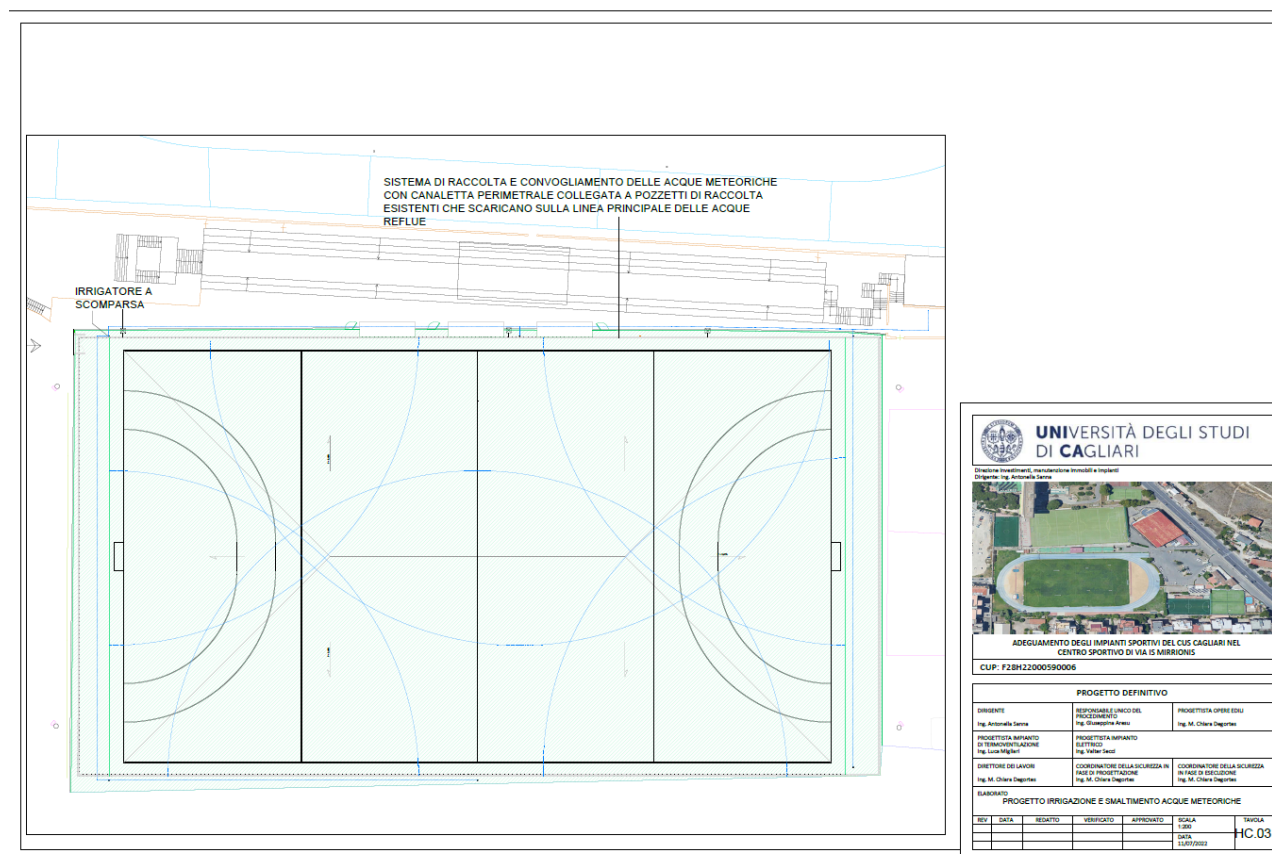 SISTEMA DI RACCOLTA E CONVOGLIAMENTO DELLE ACQUE METEORICHE
CON CANALETTA PERIMETRALE COLLEGATA A POZZETTI DI RACCOLTA
ESISTENTI CHE SCARICANO SULLA LINEA PRINCIPALE DELLE ACQUE
REFLUE
IRRIGATORE A
SCOMPARSA
UNIVERSITÀ DEGLI STUDI
DI CAGLIARI
Direzione investimenti, manutenzione immobili e impianti
Dirigente: Ing. Antonella Sanna
ADEGUAMENTO DEGLI IMPIANTI SPORTIVI DEL CUS CAGLIARI NEL
CENTRO SPORTIVO DI VIA IS MIRRIONIS
CUP: F28H22000590006
PROGETTO DEFINITIVO
DIRIGENTE
Ing. Antonella Sanna
RESPONSABILE UNICO DEL
PROCEDIMENTO
Ing. Giuseppina Aresu
PROGETTISTA OPERE EDILI
Ing. M. Chiara Degortes
PROGETTISTA IMPIANTO
DI TERMOVENTILAZIONE
Ing. Luca Migliari
PROGETTISTA IMPIANTO
ELETTRICO
Ing. Valter Secci
DIRETTORE DEI LAVORI
Ing. M. Chiara Degortes
COORDINATORE DELLA SICUREZZA IN
FASE DI PROGETTAZIONE
Ing. M. Chiara Degortes
COORDINATORE DELLA SICUREZZA
IN FASE DI ESECUZIONE
Ing. M. Chiara Degortes
ELABORATO
PROGETTO IRRIGAZIONE E SMALTIMENTO ACQUE METEORICHE
REV DATA REDATTO VERIFICATO APPROVATO SCALA TAVOLA
1:200
HC.03
DATA
11/07/2022